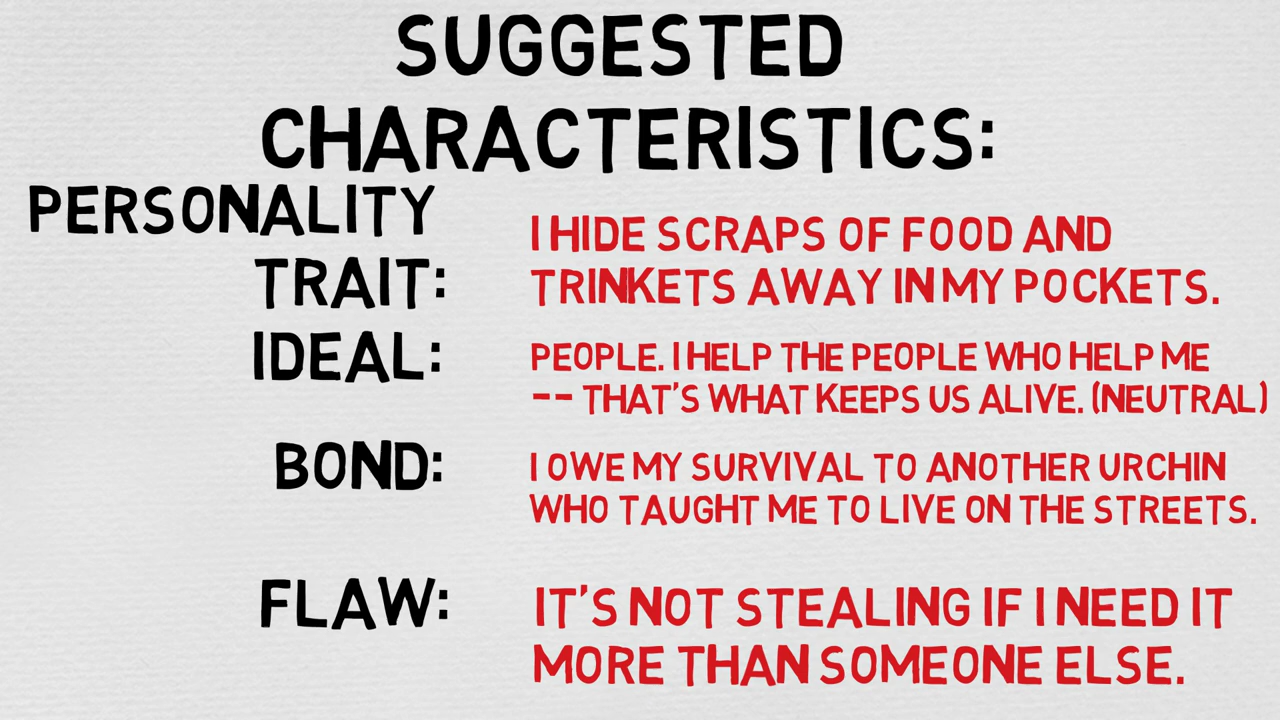 SUGGESTED
CHARACTERISTICS:
PERSONALITY
TRAIT:
I HIDE SCRAPS OF FOOD AND
TRINKETS AWAY IN MY POCKETS.
IDEAL:
PEOPLE. I HELP THE PEOPLE WHO HELP ME
-- THAT'S WHAT KEEPS US ALIVE. (NEUTRAL)
BOND:
I OWE MY SURVIVAL TO ANOTHER URCHIN
WHO TAUGHT ME TO LIVE ON THE STREETS.
FLAW:
IT'S NOT STEALING IF I NEED IT
MORE THAN SOMEONE ELSE.